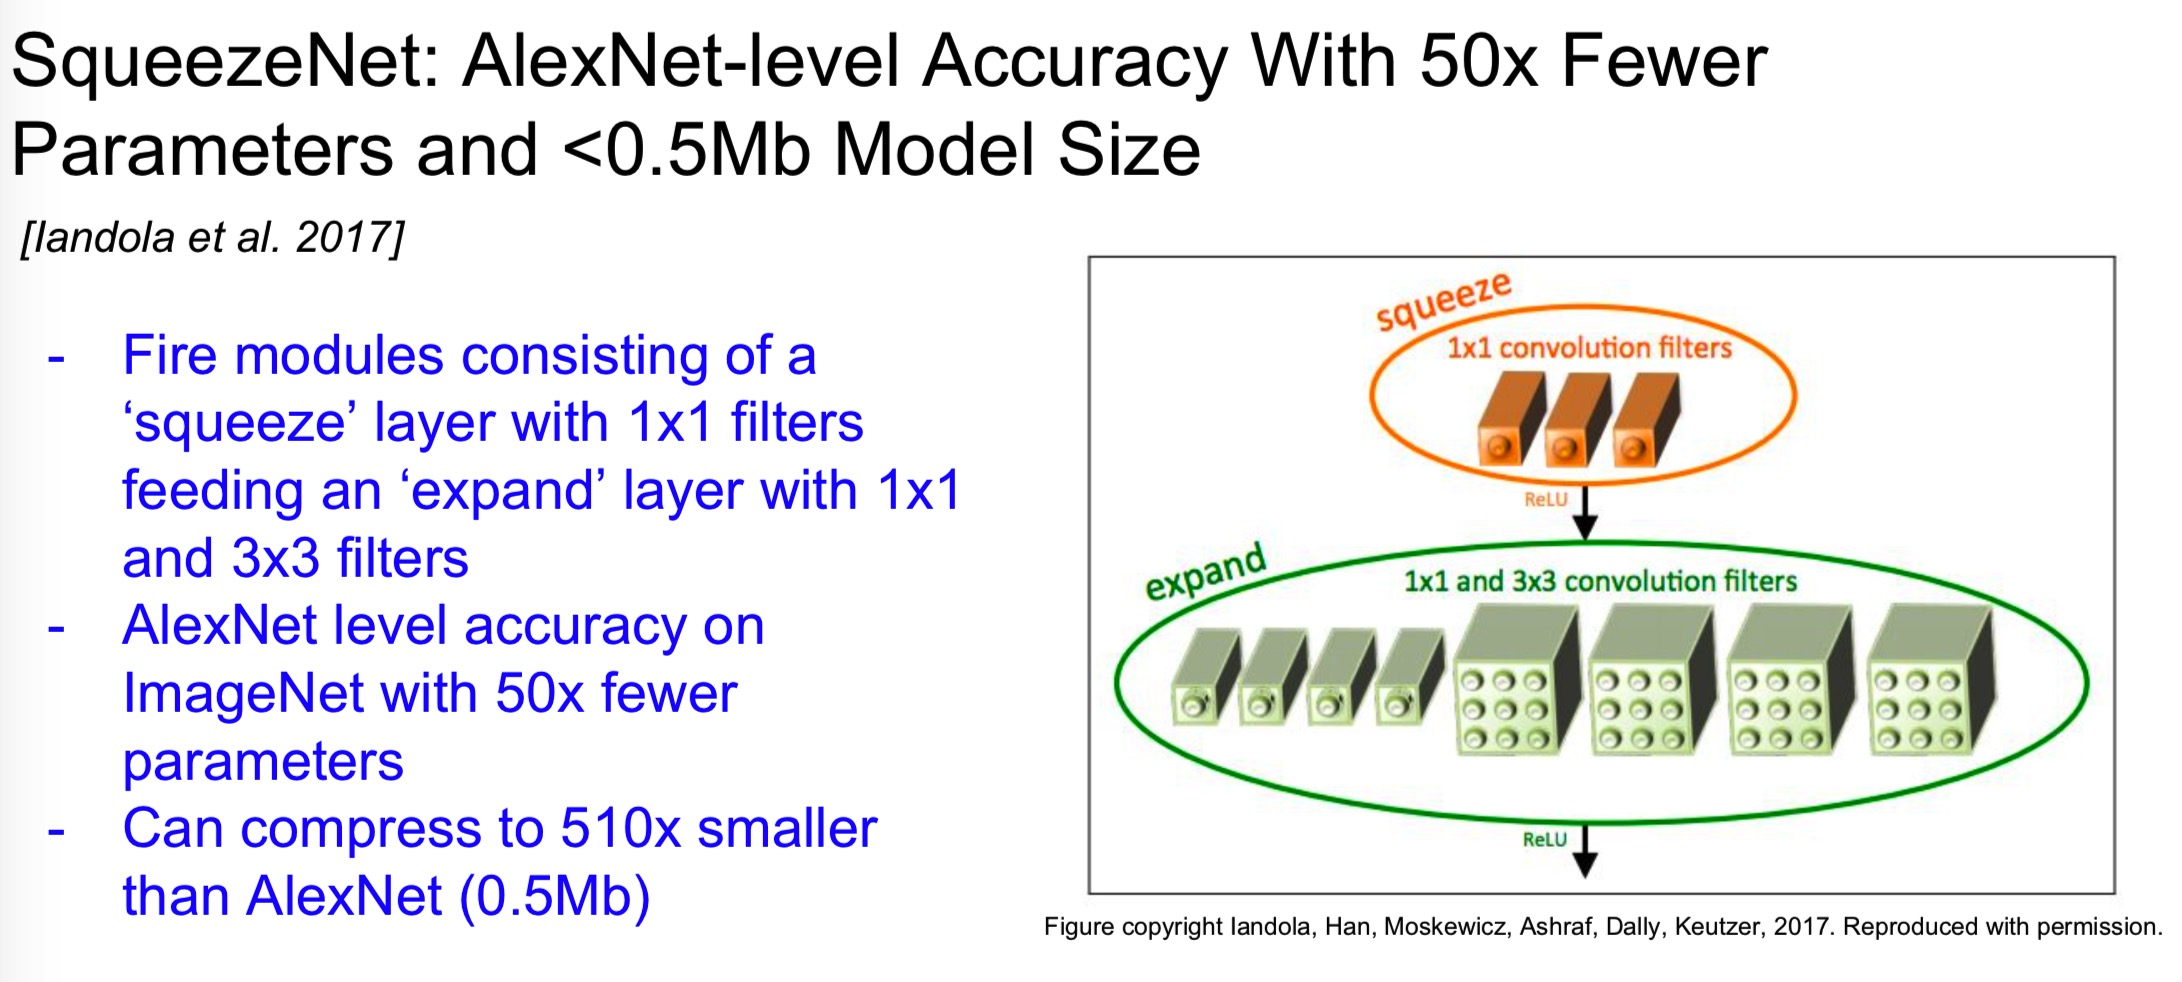 SqueezeNet: AlexNet-level Accuracy With 50x Fewer
Parameters and <0.5Mb Model Size
[Iandola et al. 2017]
- Fire modules consisting of a
‘squeeze’ layer with 1x1 filters
feeding an ‘expand’ layer with 1x1
and 3x3 filters
- AlexNet level accuracy on
ImageNet with 50x fewer
parameters
- Can compress to 510x smaller
than AlexNet (0.5Mb)
squeeze
1x1 convolution filters
ReLU
expand
1x1 and 3x3 convolution filters
ReLU
Figure copyright Iandola, Han, Moskewicz, Ashraf, Dally, Keutzer, 2017. Reproduced with permission.